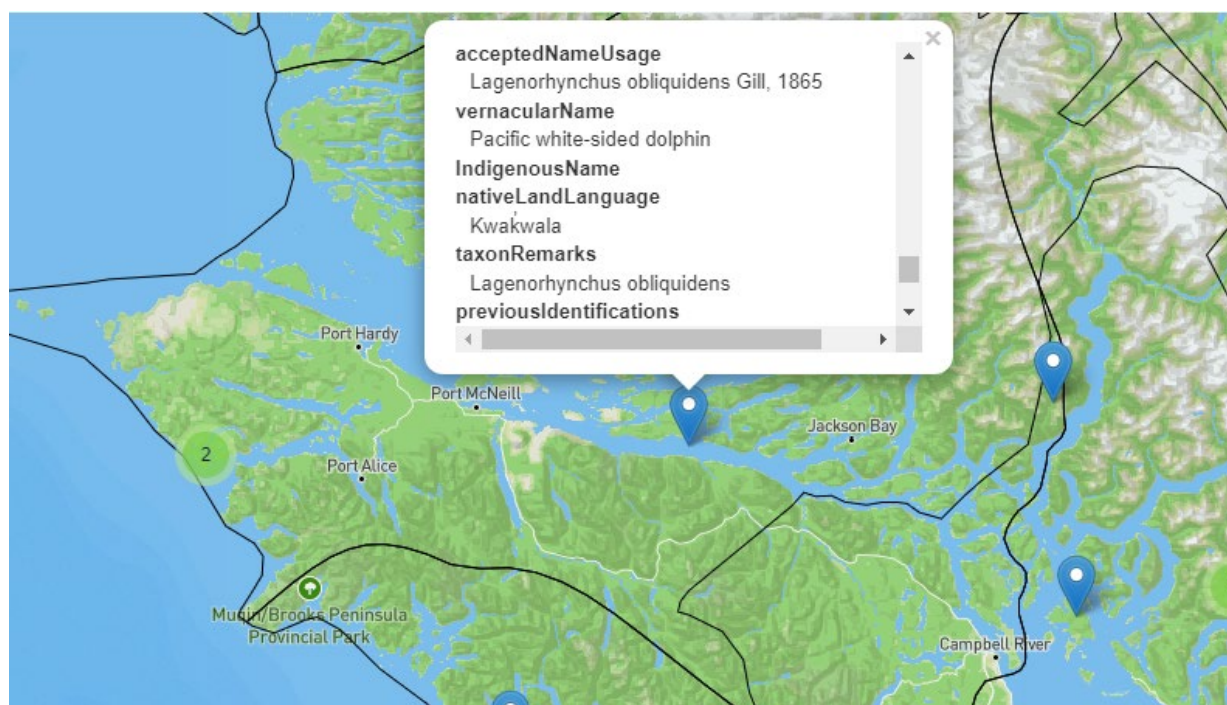 ×
acceptedNameUsage
Lagenorhynchus obliquidens Gill, 1865
vernacularName
Pacific white-sided dolphin
IndigenousName
nativeLandLanguage
Kwak̓wala
taxonRemarks
Lagenorhynchus obliquidens
previousIdentifications
Port Hardy
Port McNeill
Jackson Bay
2
Port Alice
Muqin/Brooks Peninsula
Provincial Park
Campbell River